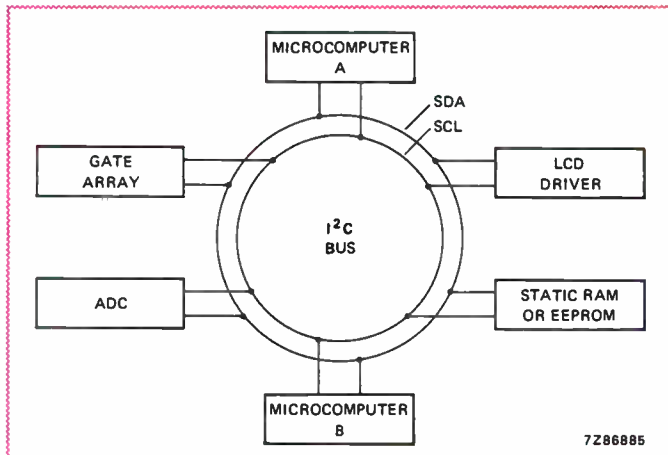 MICROCOMPUTER
A
SDA
SCL
GATE
ARRAY
LCD
DRIVER
I²C
BUS
ADC
STATIC RAM
OR EEPROM
MICROCOMPUTER
B
7Z86885